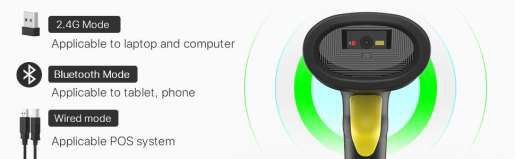 2.4G Mode
Applicable to laptop and computer
Bluetooth Mode
Applicable to tablet, phone
Wired mode
Applicable POS system